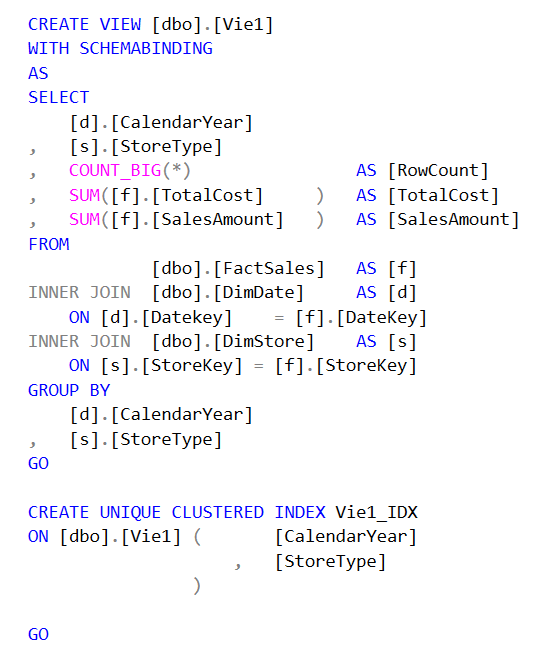 CREATE VIEW [dbo].[Vie1]
WITH SCHEMABINDING
AS
SELECT
    [d].[CalendarYear]
,   [s].[StoreType]
,   COUNT_BIG(*)                AS [RowCount]
,   SUM([f].[TotalCost]     )   AS [TotalCost]
,   SUM([f].[SalesAmount]   )   AS [SalesAmount]
FROM
            [dbo].[FactSales]   AS [f]
INNER JOIN  [dbo].[DimDate]     AS [d]
    ON [d].[Datekey]    = [f].[DateKey]
INNER JOIN  [dbo].[DimStore]    AS [s]
    ON [s].[StoreKey] = [f].[StoreKey]
GROUP BY
    [d].[CalendarYear]
,   [s].[StoreType]
GO

CREATE UNIQUE CLUSTERED INDEX Vie1_IDX
ON [dbo].[Vie1] (       [CalendarYear]
                    ,   [StoreType]
                )

GO